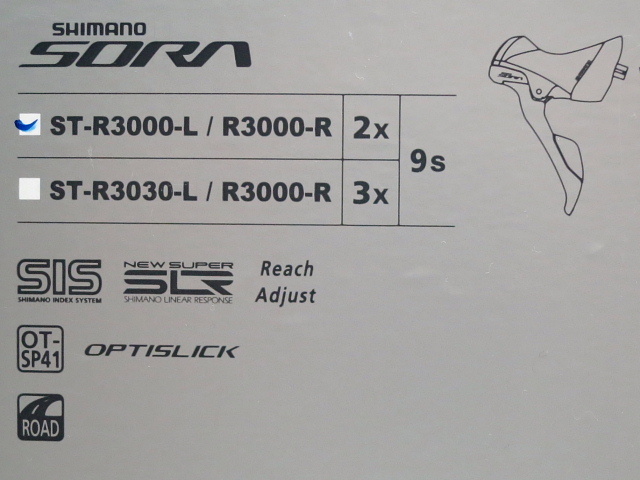 SHIMANO
SORA
ST-R3000-L / R3000-R 2x
9s
ST-R3030-L / R3000-R 3x
SIS
SHIMANO INDEX SYSTEM
NEW SUPER
SLR
SHIMANO LINEAR RESPONSE
Reach
Adjust
OT-
SP41
OPTISLICK
ROAD
SORA